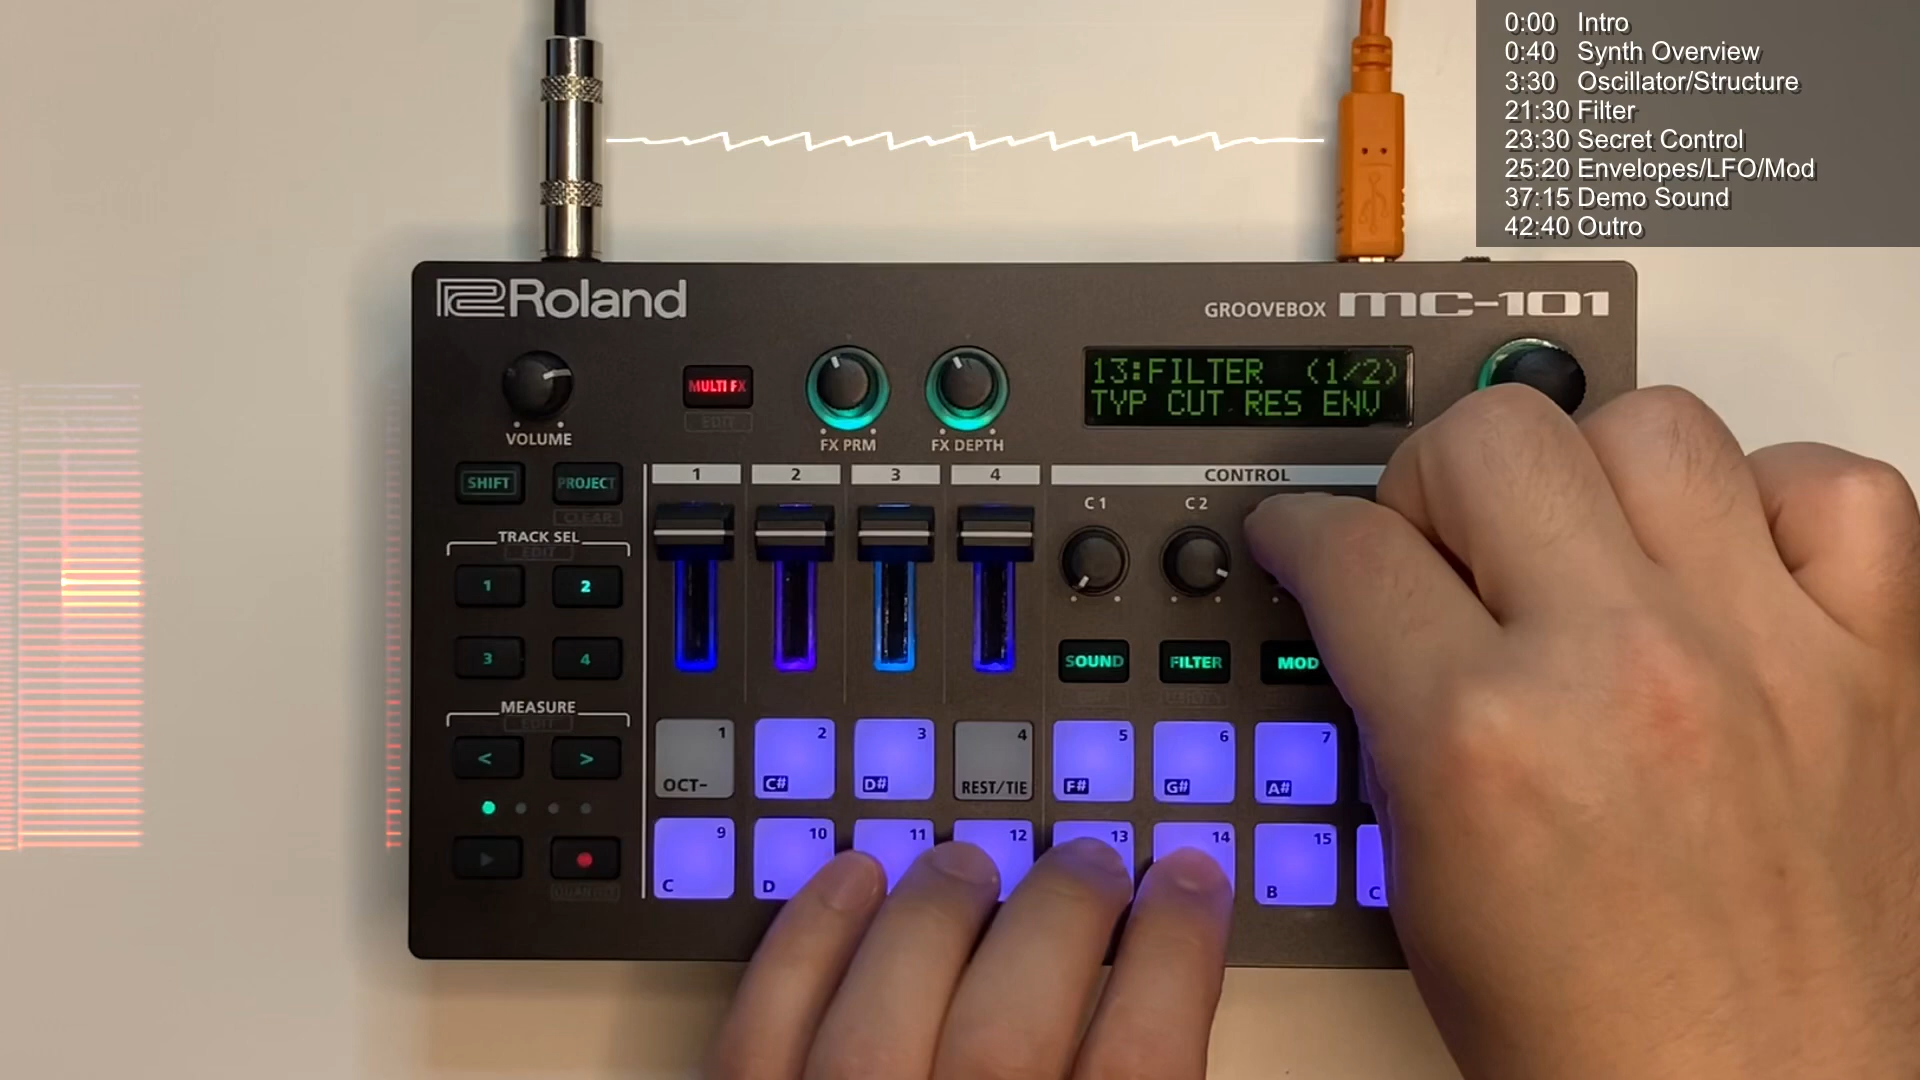 0:00 Intro
0:40 Synth Overview
3:30 Oscillator/Structure
21:30 Filter
23:30 Secret Control
25:20 Envelopes/LFO/Mod
37:15 Demo Sound
42:40 Outro
Roland
GROOVEBOX MC-101
MULTI FX
EDIT
13:FILTER (1/2)
TYP CUT RES ENV
VOLUME
FX PRM
FX DEPTH
SHIFT
PROJECT
CLEAR
1 2 3 4
CONTROL
C1 C2
TRACK SEL
EDIT
1 2
3 4
SOUND
FILTER
MOD
MEASURE
EDIT
< >
1 OCT-
2 C#
3 D#
4 REST/TIE
5 F#
6 G#
7 A#
9 C
10 D
11
12
13
14
15 B
C